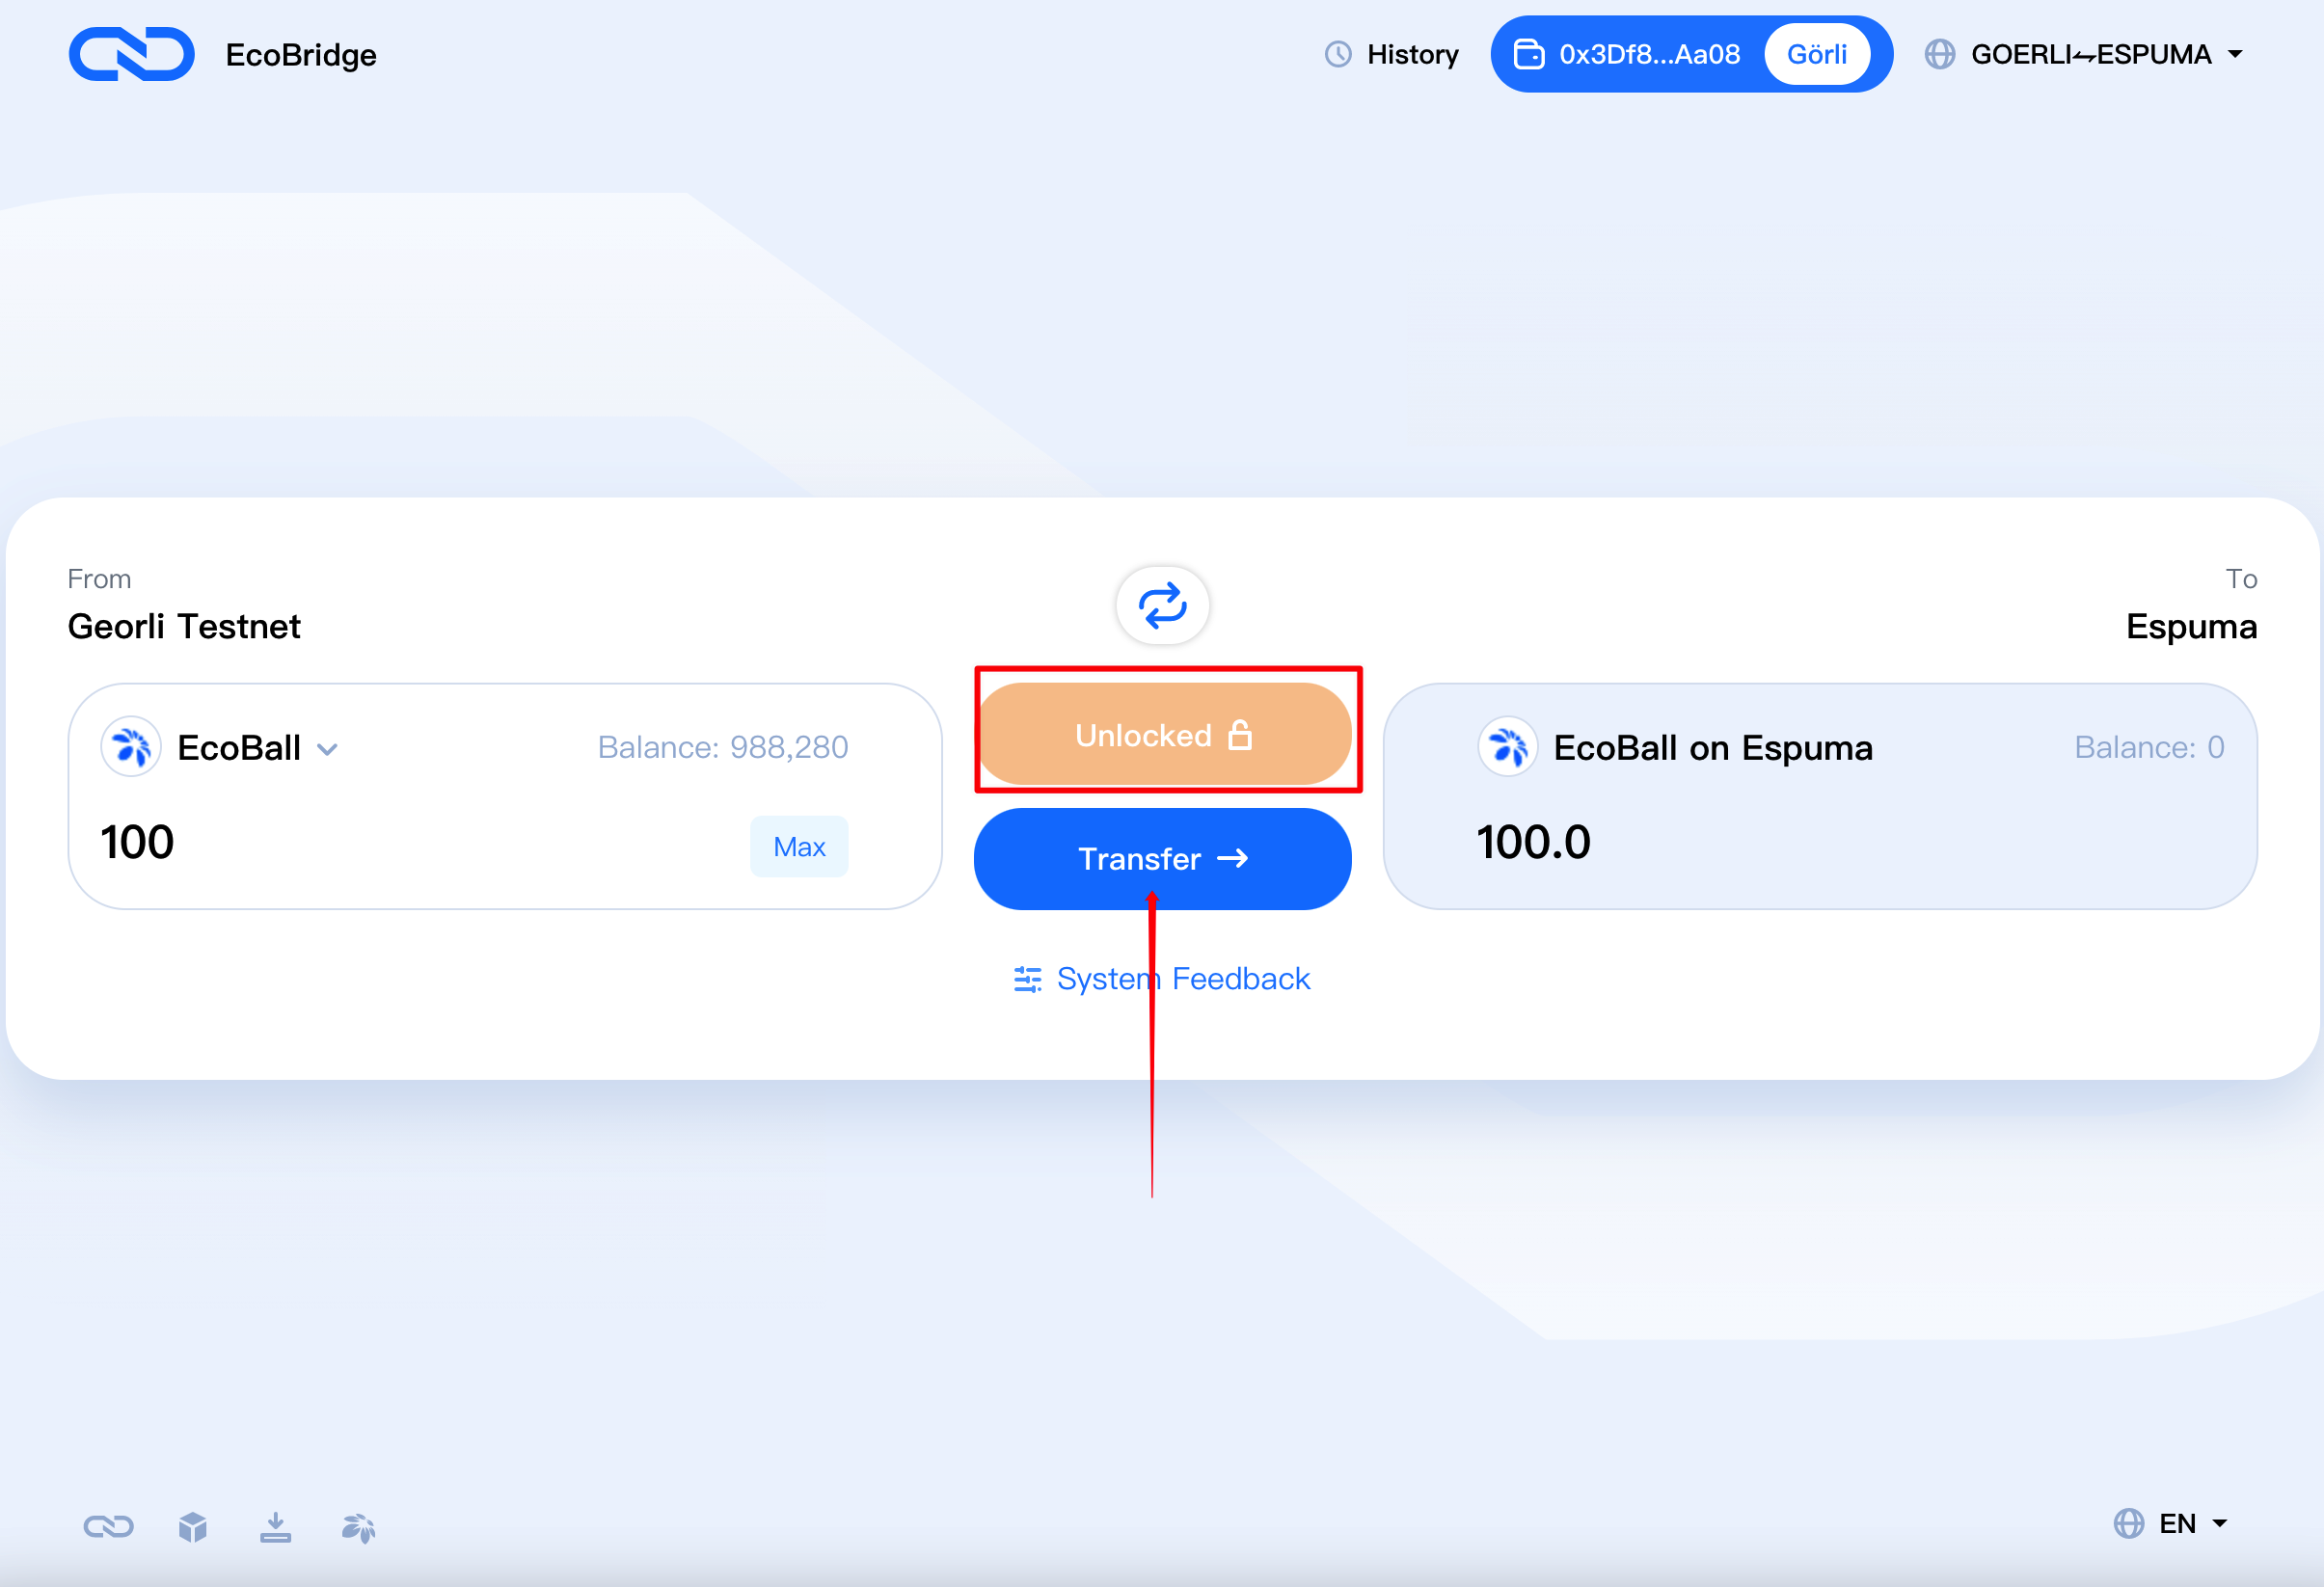 EcoBridge
History
0x3Df8...Aa08
Görli
GOERLI⇌ESPUMA
From
To
Georli Testnet
Espuma
EcoBall
Balance: 988,280
Unlocked
EcoBall on Espuma
Balance: 0
100
Max
Transfer →
100.0
System Feedback
EN